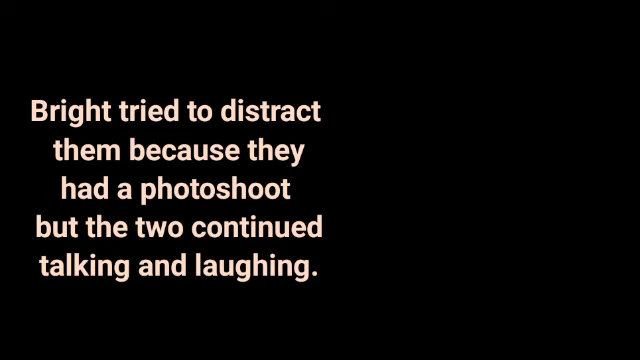 Bright tried to distract
them because they
had a photoshoot
but the two continued
talking and laughing.